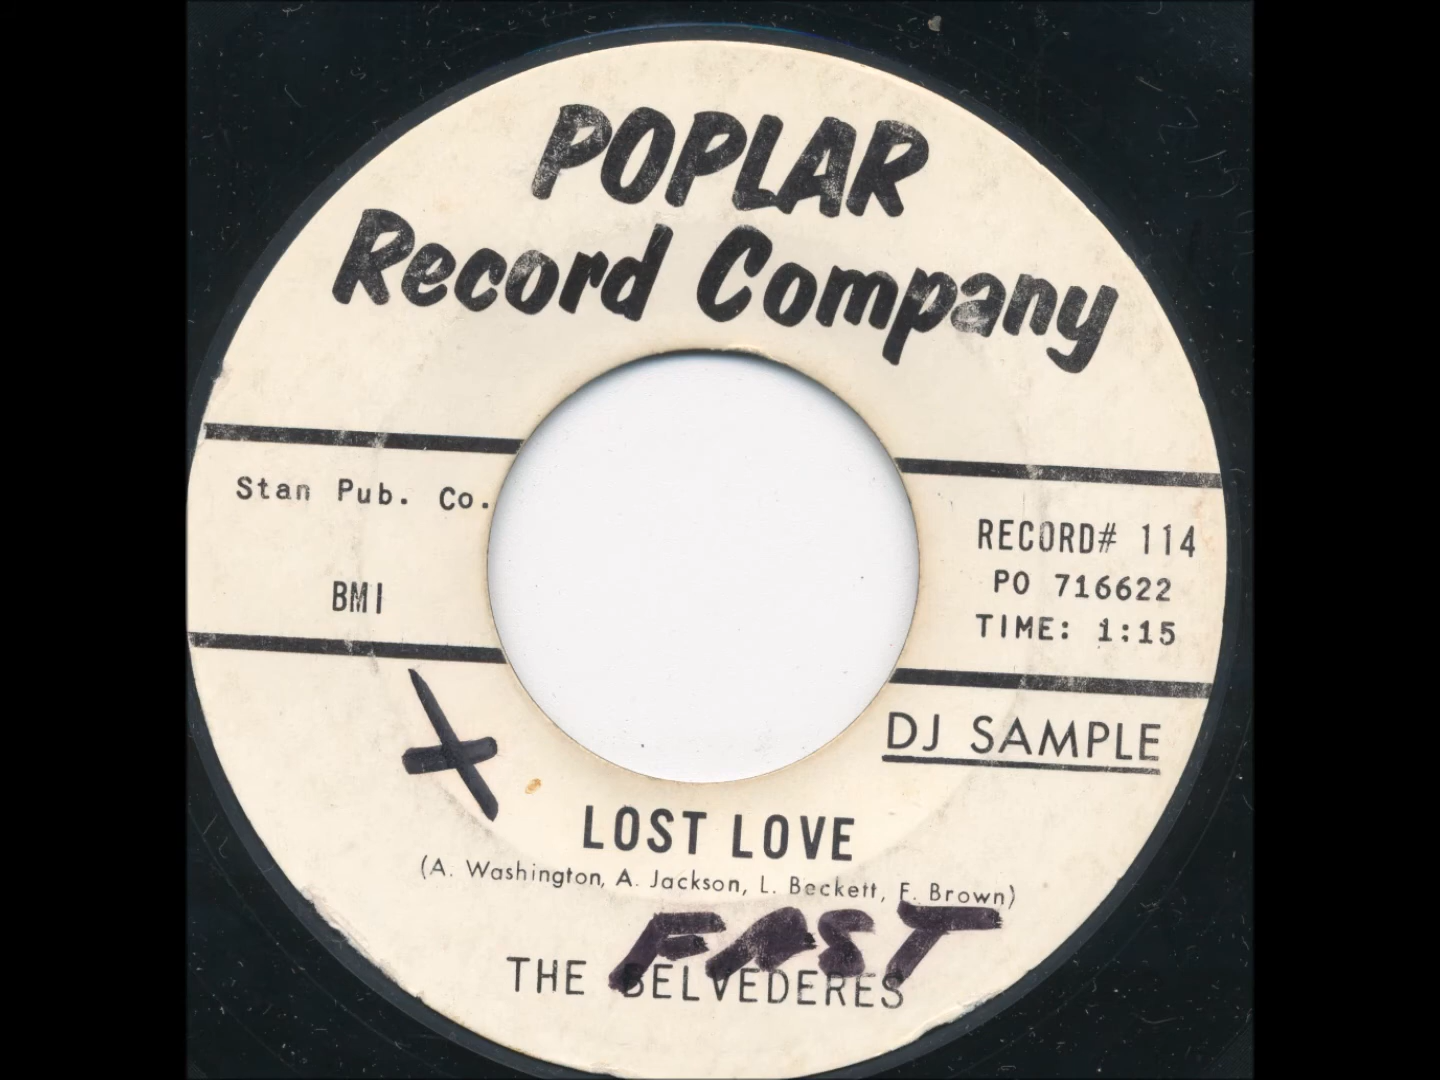 POPLAR
Record Company
Stan Pub. Co.
BMI
RECORD# 114
PO 716622
TIME: 1:15
DJ SAMPLE
X
LOST LOVE
(A. Washington, A. Jackson, L. Beckett, F. Brown)
FAST
THE BELVEDERES